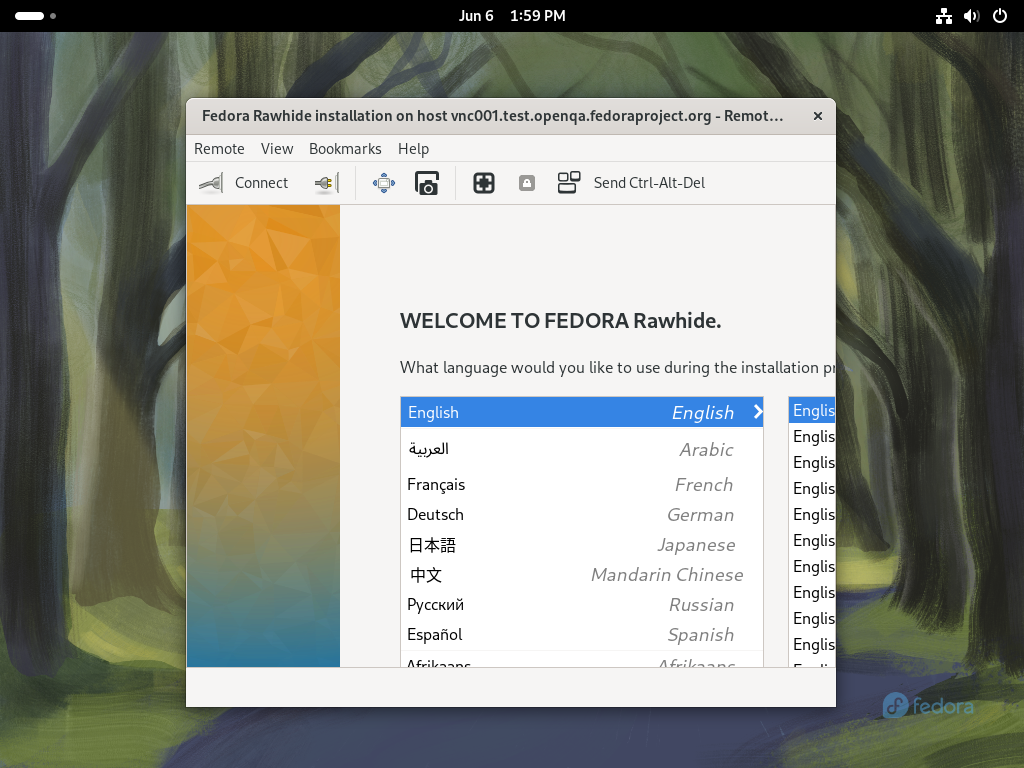 Jun 6 1:59 PM
Fedora Rawhide installation on host vnc001.test.openqa.fedoraproject.org - Remot…
Remote View Bookmarks Help
Connect Send Ctrl-Alt-Del
WELCOME TO FEDORA Rawhide.
What language would you like to use during the installation pr
English English Englis
Englis
العربية Arabic Englis
Français French Englis
Deutsch German Englis
日本語 Japanese Englis
中文 Mandarin Chinese Englis
Русский Russian Englis
Español Spanish Englis
Englis
Afrikaans Afrikaans
fedora